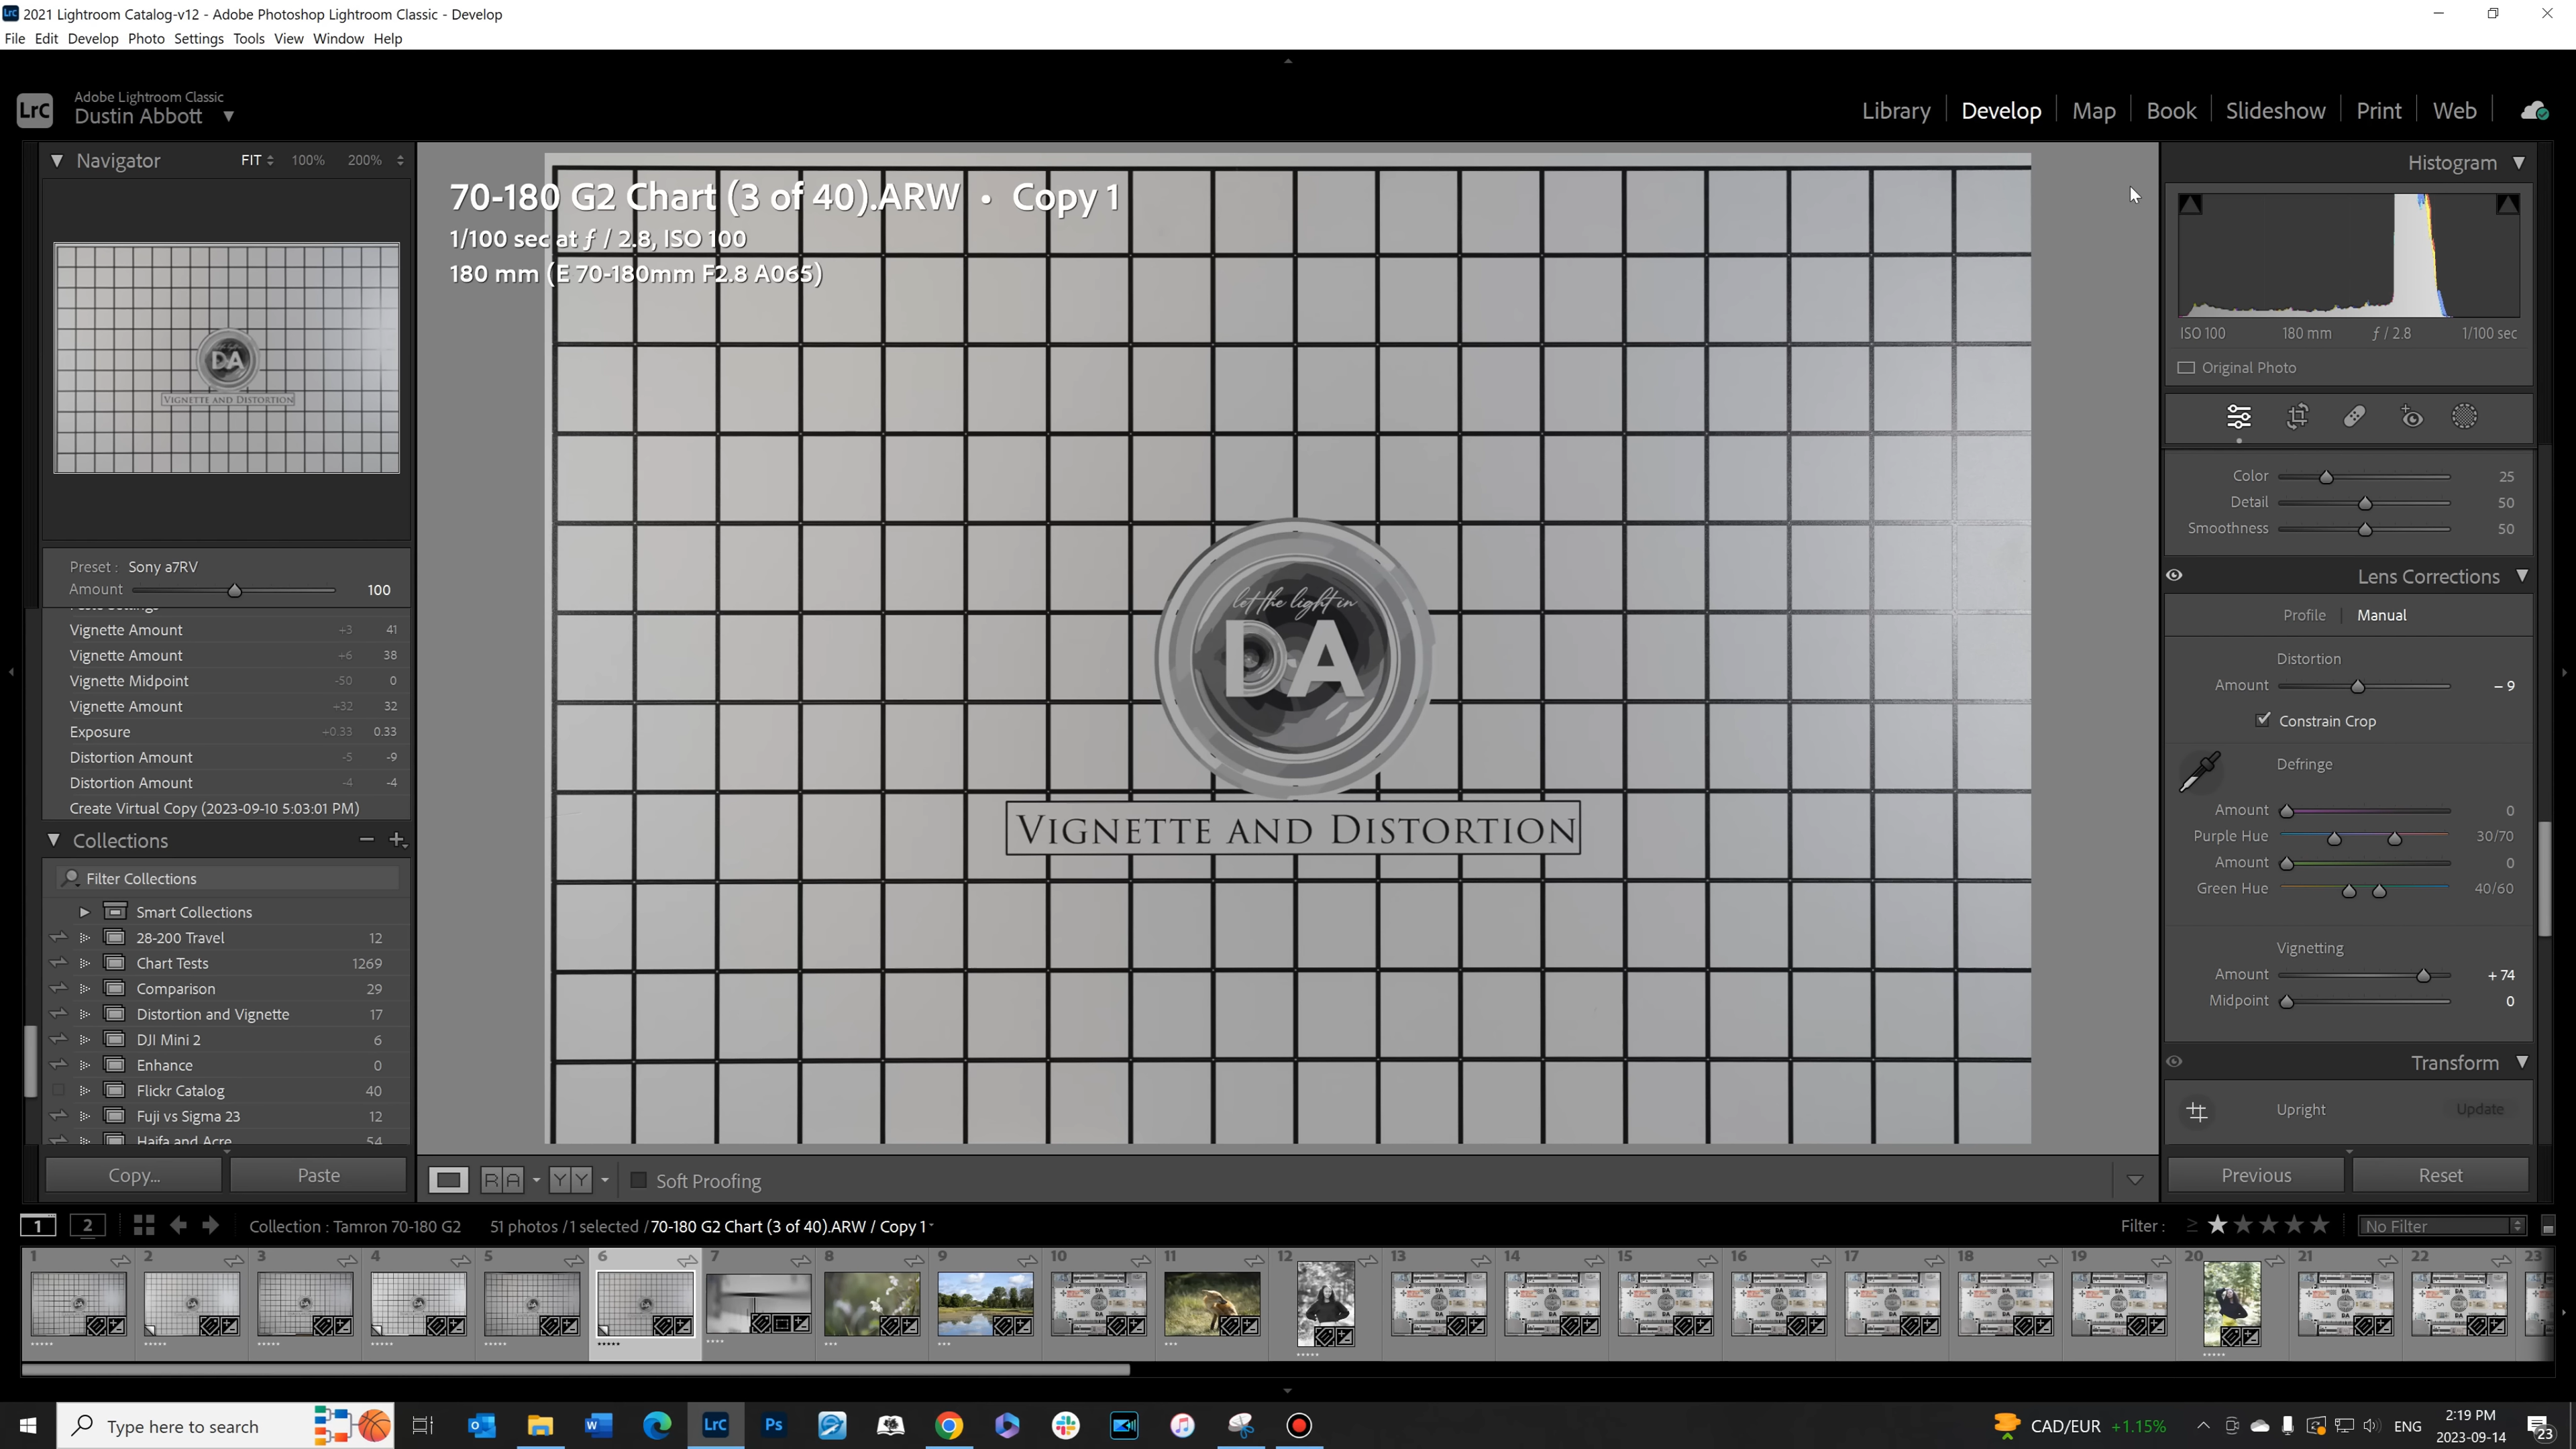 2021 Lightroom Catalog-v12 - Adobe Photoshop Lightroom Classic - Develop
File Edit Develop Photo Settings Tools View Window Help
LrC
Adobe Lightroom Classic
Dustin Abbott
Library Develop Map Book Slideshow Print Web
Navigator FIT 100% 200%
DA
VIGNETTE AND DISTORTION
Preset : Sony a7RV
Amount 100
Vignette Amount +3 41
Vignette Amount +6 38
Vignette Midpoint -50 0
Vignette Amount +32 32
Exposure +0.33 0.33
Distortion Amount -5 -9
Distortion Amount -4 -4
Create Virtual Copy (2023-09-10 5:03:01 PM)
Collections
Filter Collections
Smart Collections
28-200 Travel 12
Chart Tests 1269
Comparison 29
Distortion and Vignette 17
DJI Mini 2 6
Enhance 0
Flickr Catalog 40
Fuji vs Sigma 23 12
Haifa and Acre 54
Copy... Paste
70-180 G2 Chart (3 of 40).ARW • Copy 1
1/100 sec at ƒ / 2.8, ISO 100
180 mm (E 70-180mm F2.8 A065)
let the light in
DA
VIGNETTE AND DISTORTION
R A Y Y Soft Proofing
Histogram
ISO 100 180 mm ƒ / 2.8 1/100 sec
Original Photo
Color 25
Detail 50
Smoothness 50
Lens Corrections
Profile Manual
Distortion
Amount – 9
Constrain Crop
Defringe
Amount 0
Purple Hue 30/70
Amount 0
Green Hue 40/60
Vignetting
Amount + 74
Midpoint 0
Transform
Upright Update
Previous Reset
1 2 Collection : Tamron 70-180 G2 51 photos / 1 selected / 70-180 G2 Chart (3 of 40).ARW / Copy 1 Filter : ≥ No Filter
1 2 3 4 5 6 7 8 9 10 11 12 13 14 15 16 17 18 19 20 21 22 23
Type here to search
LrC
Ps
CAD/EUR +1.15% ENG
2:19 PM
2023-09-14
23